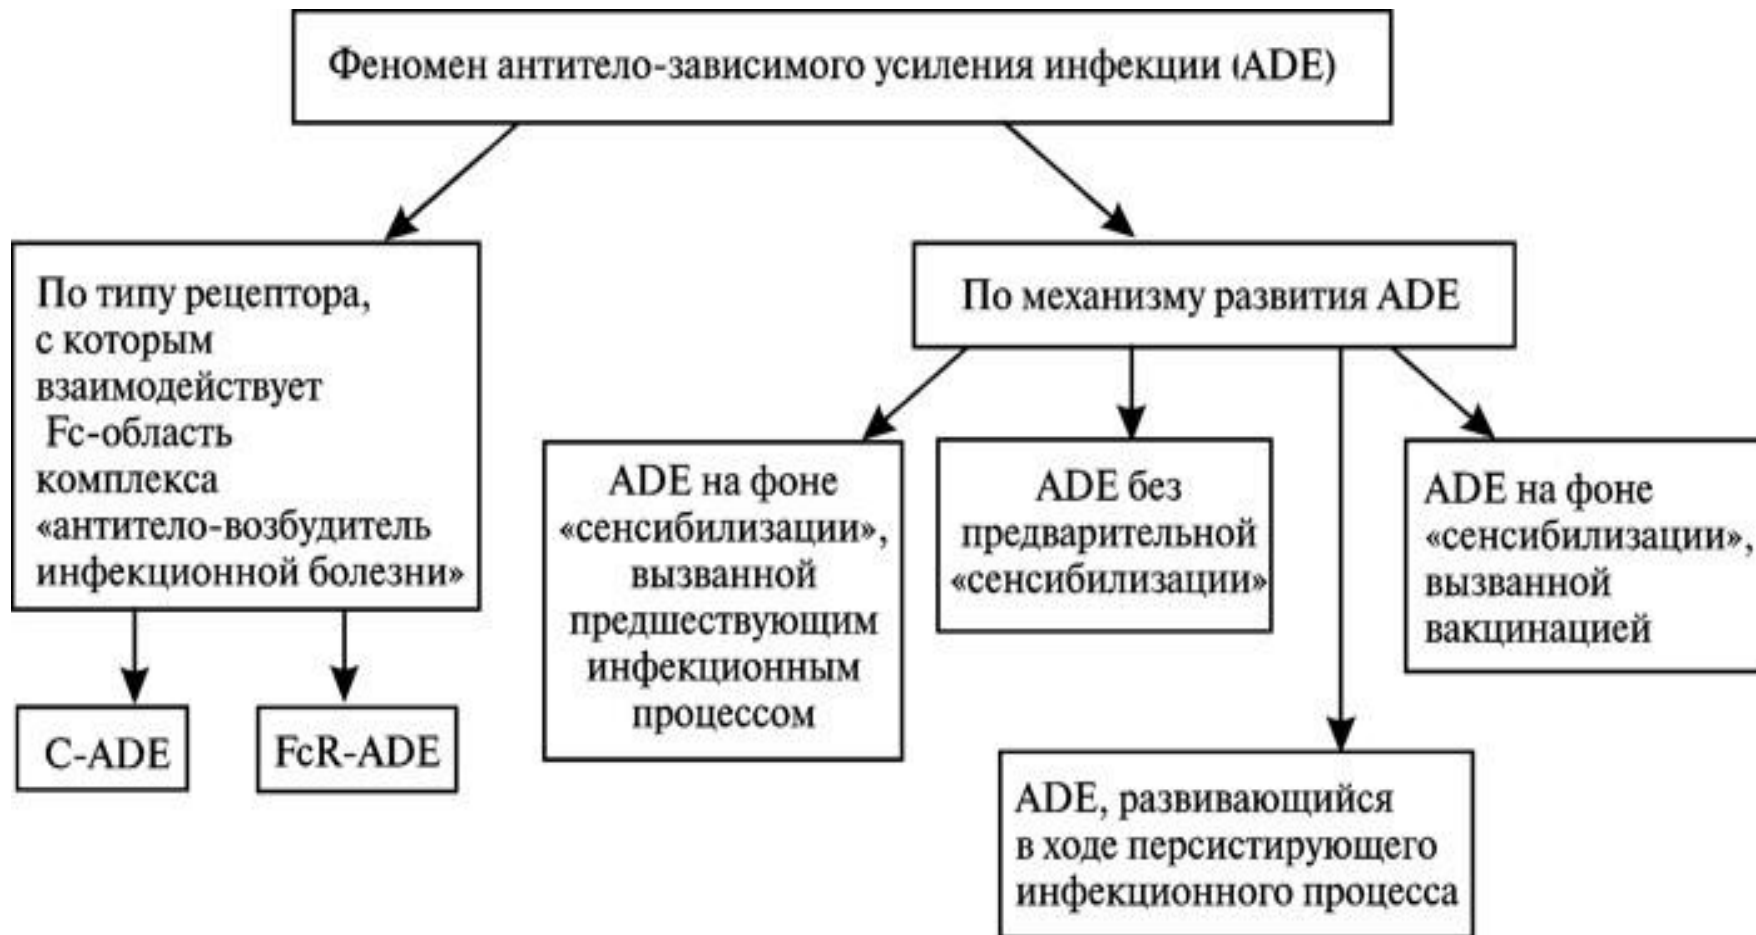 Феномен антитело-зависимого усиления инфекции (ADE)
По типу рецептора,
с которым
взаимодействует
Fc-область
комплекса
«антитело-возбудитель
инфекционной болезни»
C-ADE
FcR-ADE
По механизму развития ADE
ADE на фоне
«сенсибилизации»,
вызванной
предшествующим
инфекционным
процессом
ADE без
предварительной
«сенсибилизации»
ADE, развивающийся
в ходе персистирующего
инфекционного процесса
ADE на фоне
«сенсибилизации»,
вызванной
вакцинацией